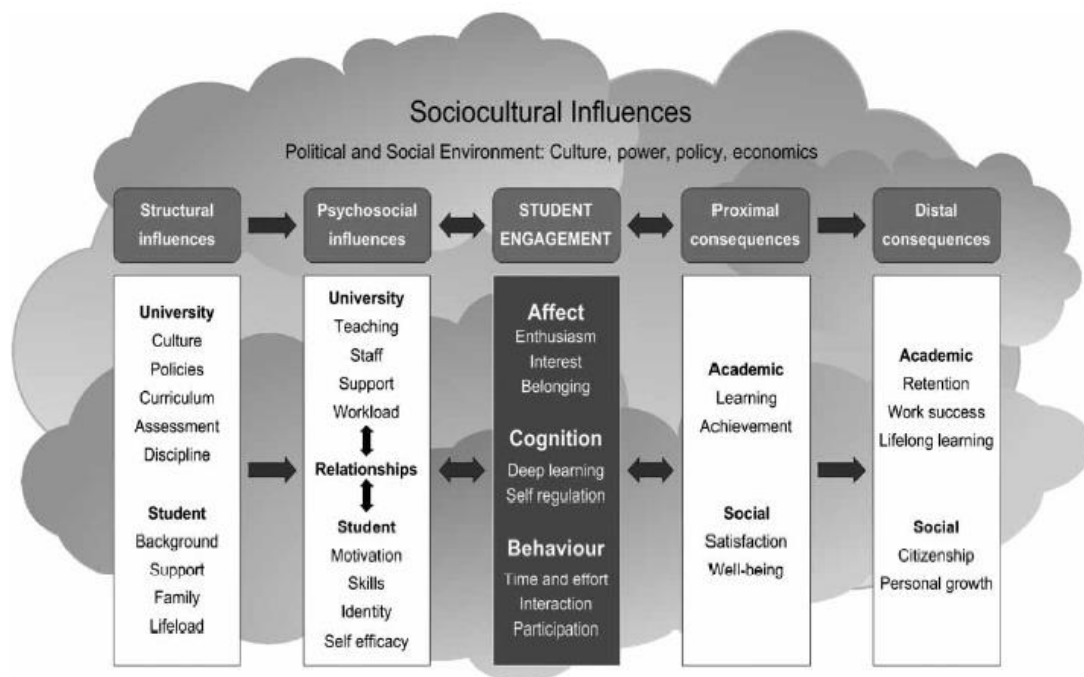 Sociocultural Influences
Political and Social Environment: Culture, power, policy, economics
Structural
influences
Psychosocial
influences
STUDENT
ENGAGEMENT
Proximal
consequences
Distal
consequences
University
Culture
Policies
Curriculum
Assessment
Discipline
Student
Background
Support
Family
Lifeload
University
Teaching
Staff
Support
Workload
Relationships
Student
Motivation
Skills
Identity
Self efficacy
Affect
Enthusiasm
Interest
Belonging
Cognition
Deep learning
Self regulation
Behaviour
Time and effort
Interaction
Participation
Academic
Learning
Achievement
Social
Satisfaction
Well-being
Academic
Retention
Work success
Lifelong learning
Social
Citizenship
Personal growth